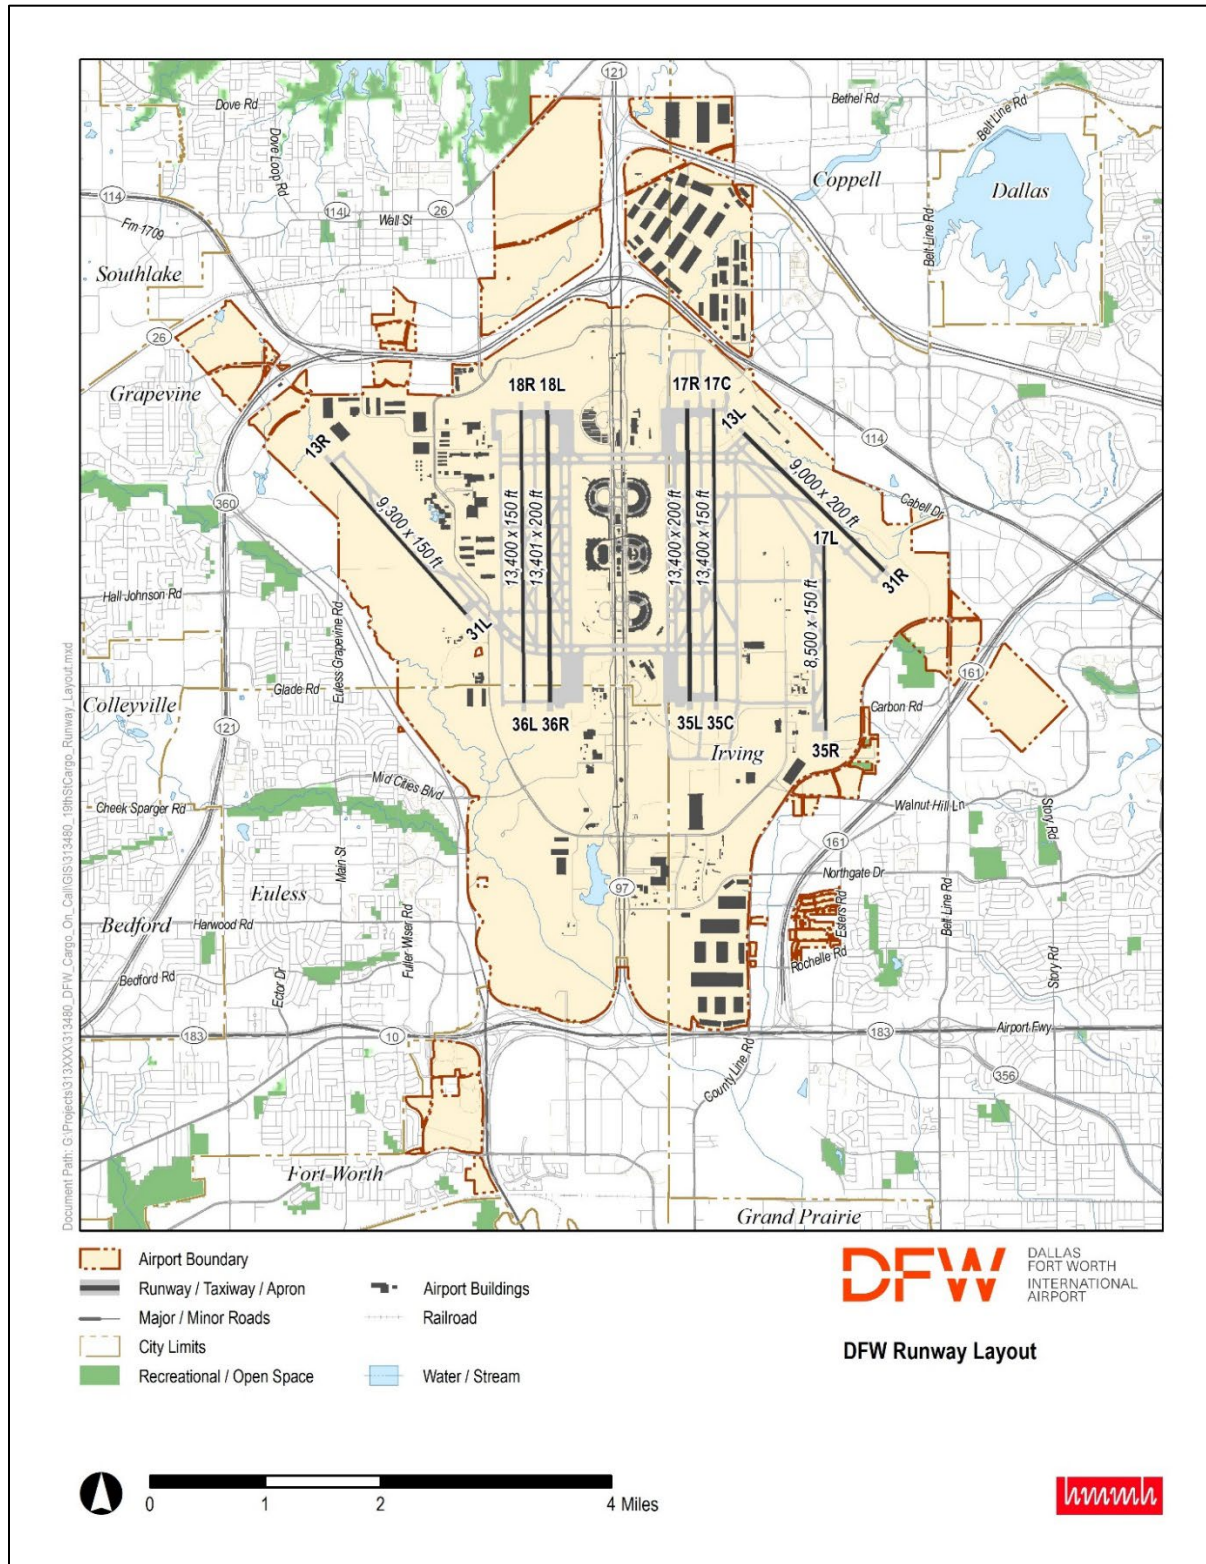 121
Dove Rd
Bethel Rd
Belt Line Rd
Dove Loop Rd
Coppell
Dallas
114
114L
26
Wall St
Fm 1709
Belt Line Rd
Southlake
26
Grapevine
18R 18L
17R 17C
13L
13R
114
9,000 x 200 ft
Cabell Dr
360
9,300 x 150 ft
13,400 x 150 ft
13,401 x 200 ft
13,400 x 200 ft
13,400 x 150 ft
17L
31R
Hall Johnson Rd
Euless Grapevine Rd
31L
8,500 x 150 ft
161
Glade Rd
Colleyville
121
36L 36R
35L 35C
Carbon Rd
Irving
35R
Mid Cities Blvd
Cheek Sparger Rd
Walnut Hill Ln
Story Rd
161
Main St
Northgate Dr
Euless
97
Belt Line Rd
Bedford
Harwood Rd
Fuller Wiser Rd
Esters Rd
Rochelle Rd
Bedford Rd
Ector Dr
Story Rd
183
10
183
Airport Fwy
County Line Rd
356
Fort Worth
Grand Prairie
Document Path: G:\Projects\313XXX\313480_DFW_Cargo_On_Call\GIS\313480_19thStCargo_Runway_Layout.mxd
Airport Boundary
Runway / Taxiway / Apron
Airport Buildings
Major / Minor Roads
Railroad
City Limits
Recreational / Open Space
Water / Stream
DFW
DALLAS
FORT WORTH
INTERNATIONAL
AIRPORT
DFW Runway Layout
0 1 2 4 Miles
hmmh